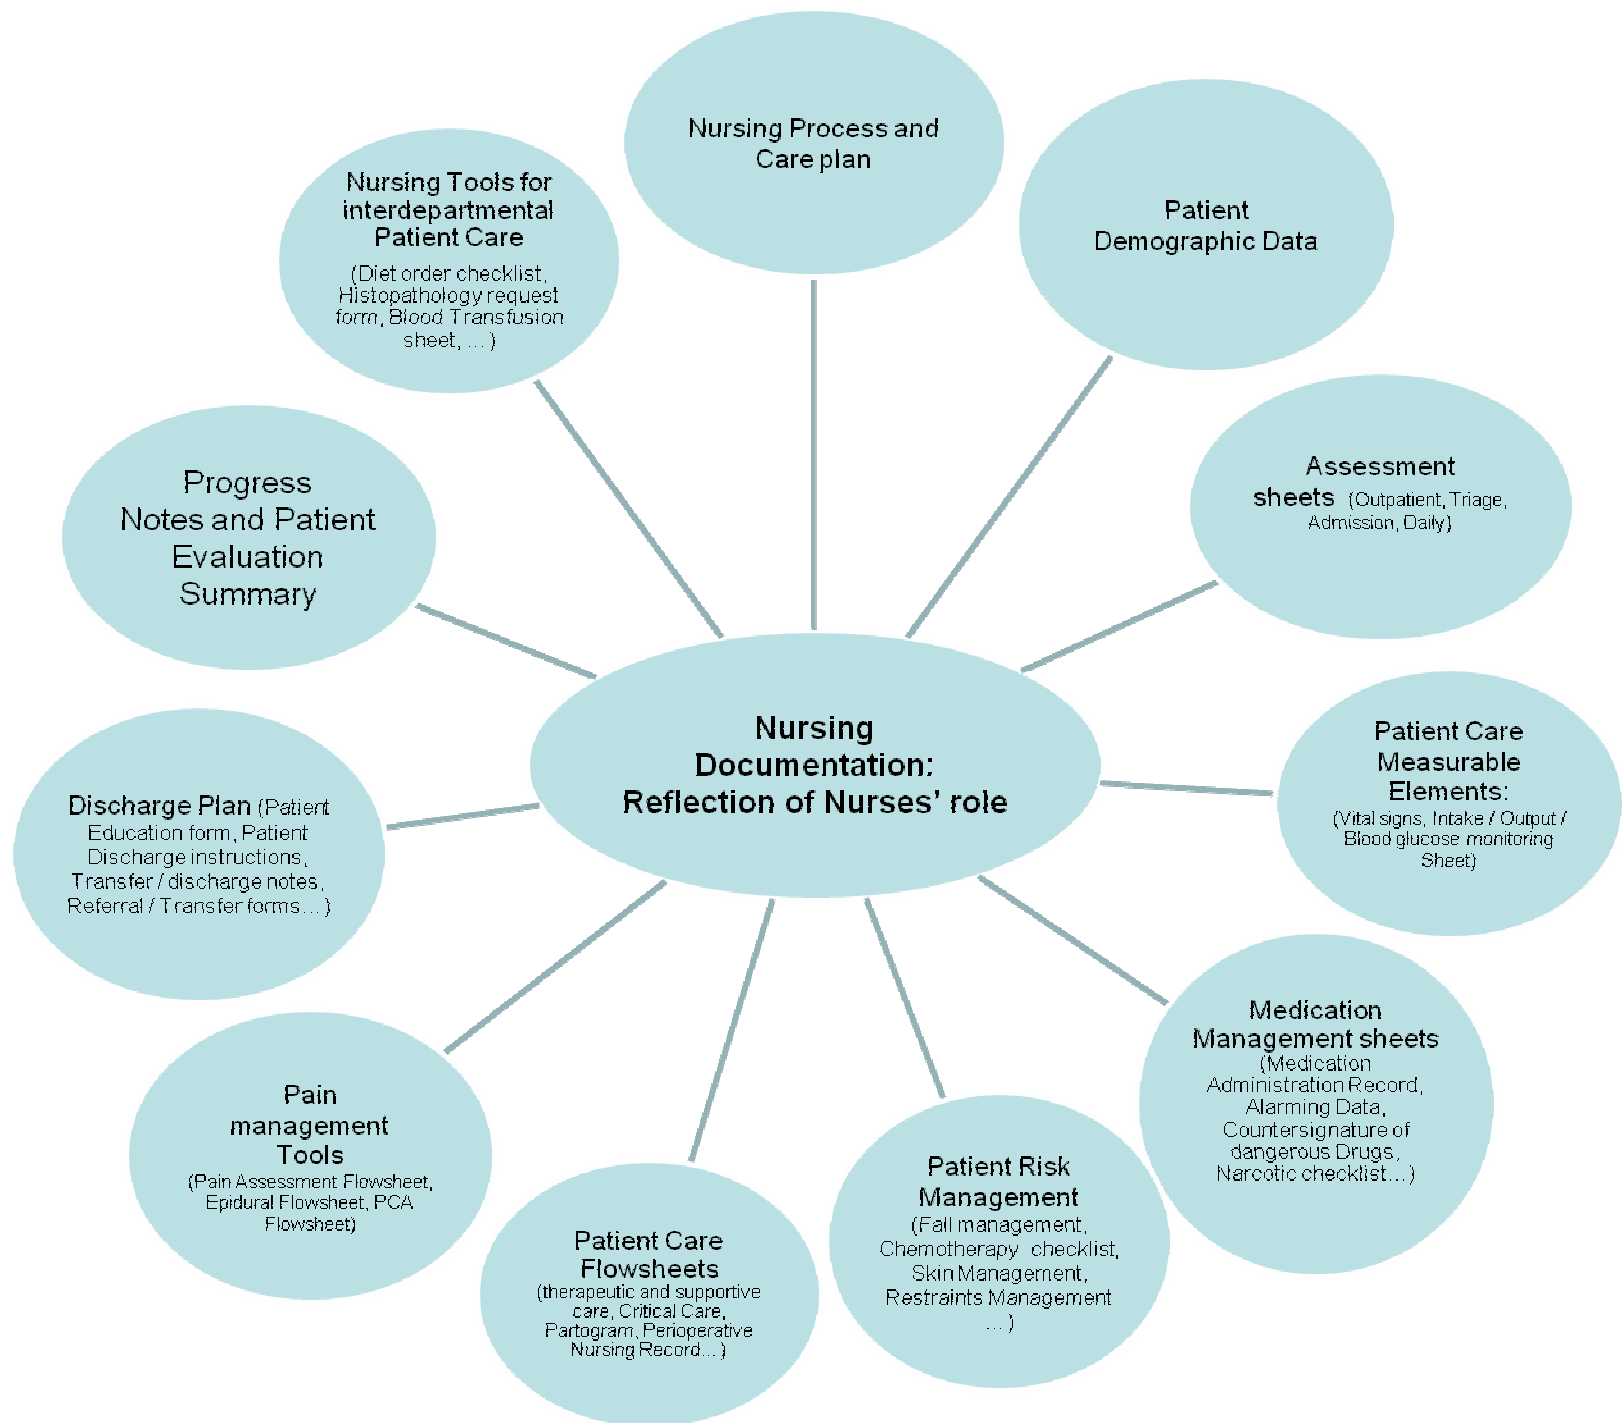 Nursing Process and
Care plan
Patient
Demographic Data
Nursing Tools for
interdepartmental
Patient Care
(Diet order checklist,
Histopathology request
form, Blood Transfusion
sheet, ... )
Assessment
sheets (Outpatient, Triage,
Admission, Daily)
Progress
Notes and Patient
Evaluation
Summary
Nursing
Documentation:
Reflection of Nurses’ role
Patient Care
Measurable
Elements:
(Vital signs, Intake / Output /
Blood glucose monitoring
Sheet)
Discharge Plan (Patient
Education form, Patient
Discharge instructions,
Transfer / discharge notes,
Referral / Transfer forms... )
Medication
Management sheets
(Medication
Administration Record,
Alarming Data,
Countersignature of
dangerous Drugs,
Narcotic checklist... )
Pain
management
Tools
(Pain Assessment Flowsheet,
Epidural Flowsheet, PCA
Flowsheet)
Patient Risk
Management
(Fall management,
Chemotherapy checklist,
Skin Management,
Restraints Management
... )
Patient Care
Flowsheets
(therapeutic and supportive
care, Critical Care,
Partogram, Perioperative
Nursing Record... )